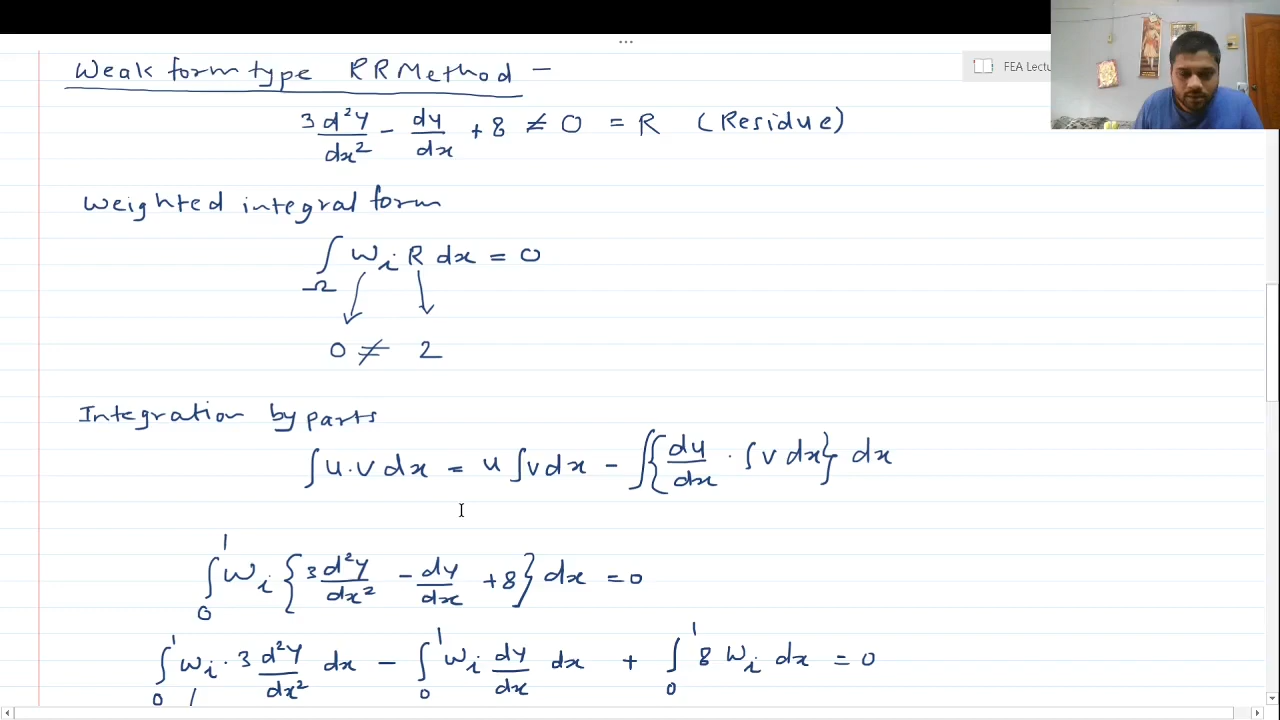 Weak form type RR Method –
3 d²y/dx² − dy/dx + 8 ≠ 0 = R (Residue)
FEA Lectu
Weighted integral form
∫_Ω Wi R dx = 0
0 ≠ 2
Integration by parts
∫ u·v dx = u ∫v dx − ∫{du/dx · ∫v dx} dx
∫₀¹ Wi {3 d²y/dx² − dy/dx + 8} dx = 0
∫₀¹ Wi · 3 d²y/dx² dx − ∫₀¹ Wi dy/dx dx + ∫₀¹ 8 Wi dx = 0